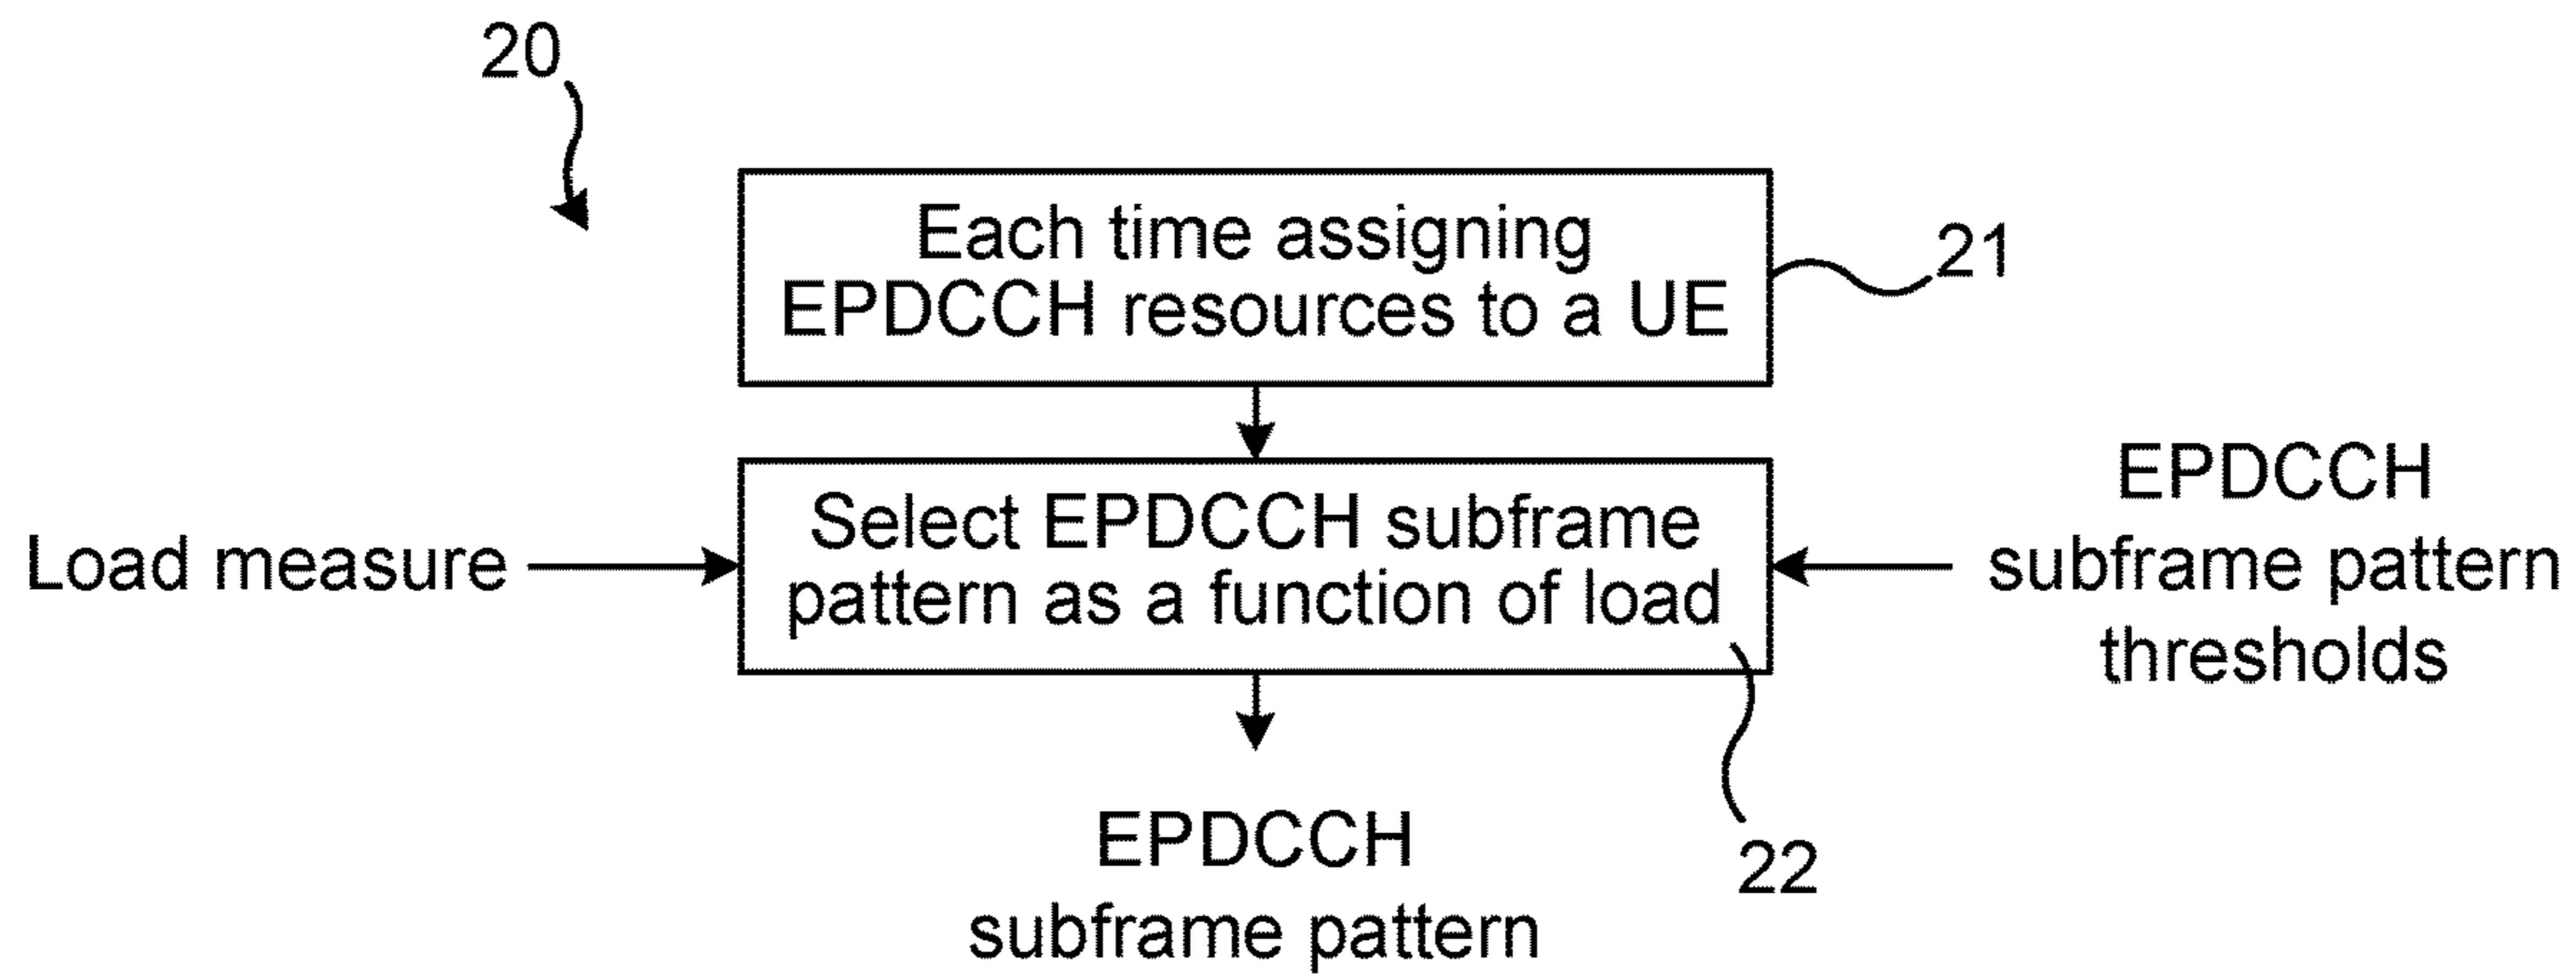 20
Each time assigning
EPDCCH resources to a UE
21
Load measure
Select EPDCCH subframe
pattern as a function of load
EPDCCH
subframe pattern
thresholds
22
EPDCCH
subframe pattern